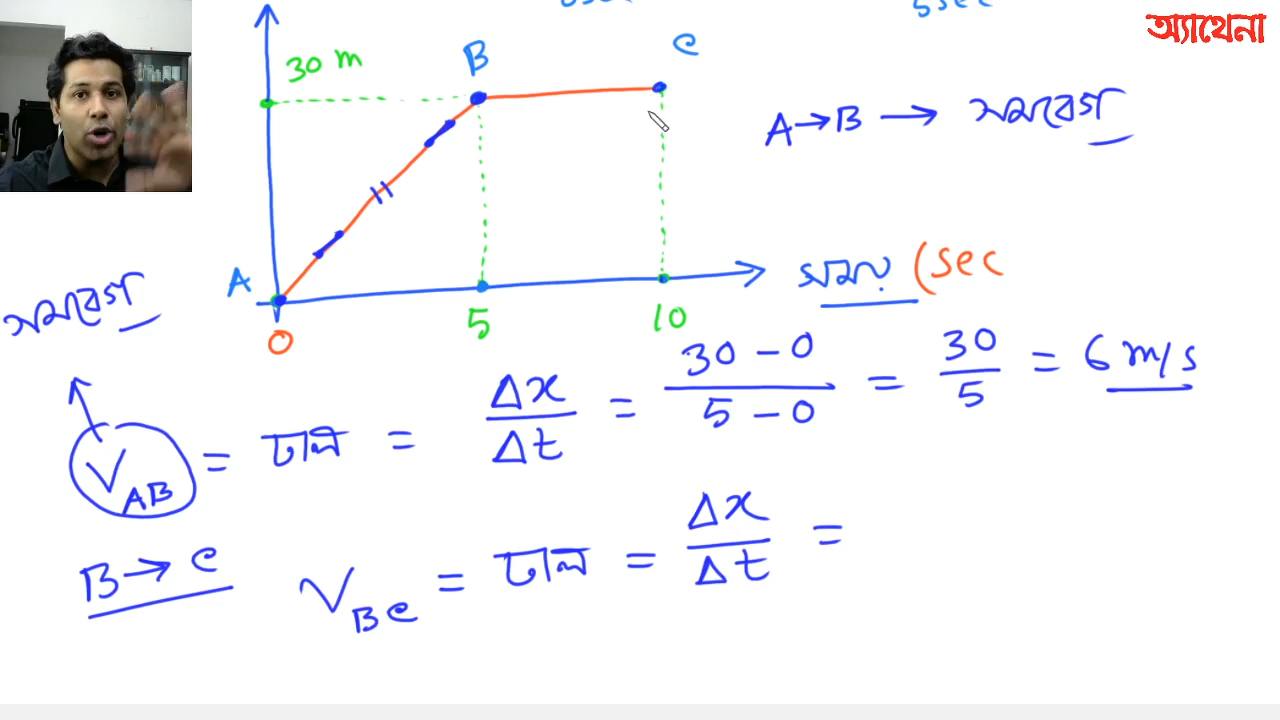 5sec
অ্যাথেনা
30 m
B
C
A→B → সমবেগ
A
সময় (sec
0
5
10
সমবেগ
V_AB = ঢাল = Δx/Δt = 30 - 0/5 - 0 = 30/5 = 6 m/s
B→C
V_BC = ঢাল = Δx/Δt =